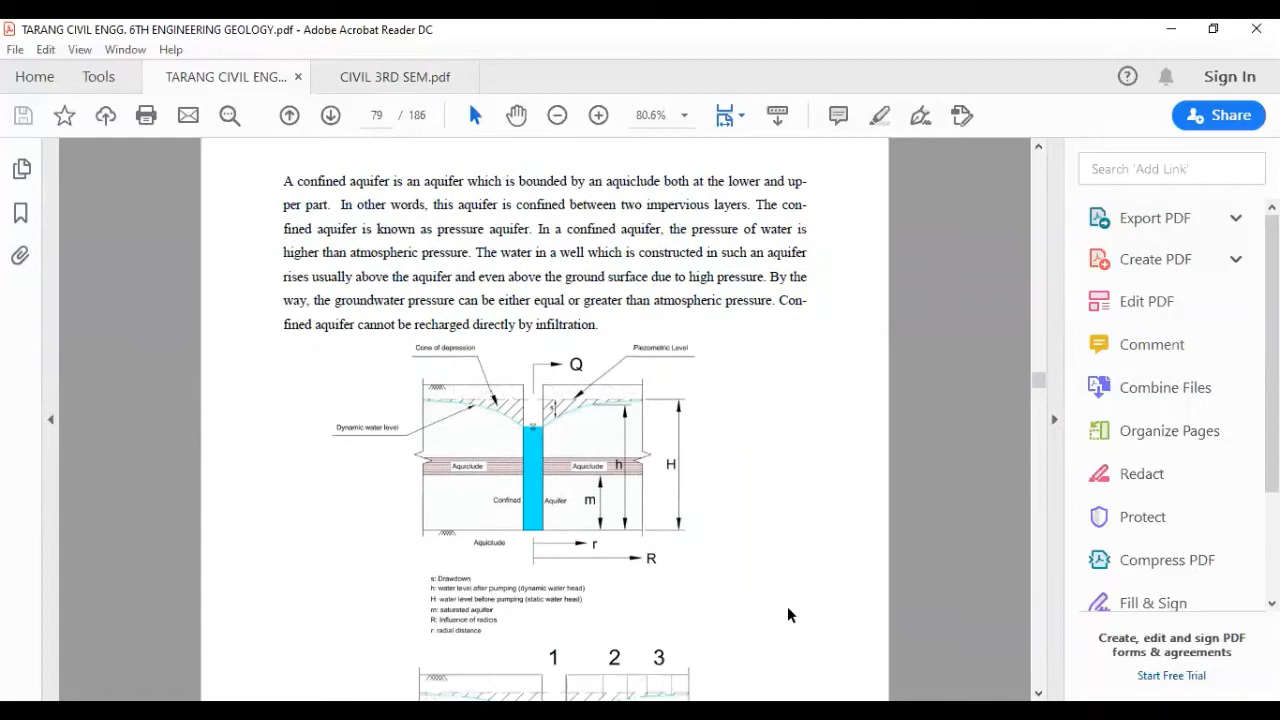 TARANG CIVIL ENGG. 6TH ENGINEERING GEOLOGY.pdf - Adobe Acrobat Reader DC
File Edit View Window Help
Home Tools TARANG CIVIL ENG... × CIVIL 3RD SEM.pdf Sign In
79 / 186 80.6% Share
A confined aquifer is an aquifer which is bounded by an aquiclude both at the lower and up-
per part. In other words, this aquifer is confined between two impervious layers. The con-
fined aquifer is known as pressure aquifer. In a confined aquifer, the pressure of water is
higher than atmospheric pressure. The water in a well which is constructed in such an aquifer
rises usually above the aquifer and even above the ground surface due to high pressure. By the
way, the groundwater pressure can be either equal or greater than atmospheric pressure. Con-
fined aquifer cannot be recharged directly by infiltration.
Cone of depression Piezometric Level
Q
s
Dynamic water level
Aquiclude Aquiclude h H
Confined Aquifer m
Aquiclude r
R
s: Drawdown
h: water level after pumping (dynamic water head)
H: water level before pumping (static water head)
m: saturated aquifer
R: Influence of radios
r: radial distance
1 2 3
Search 'Add Link'
Export PDF
Create PDF
Edit PDF
Comment
Combine Files
Organize Pages
Redact
Protect
Compress PDF
Fill & Sign
Create, edit and sign PDF
forms & agreements
Start Free Trial